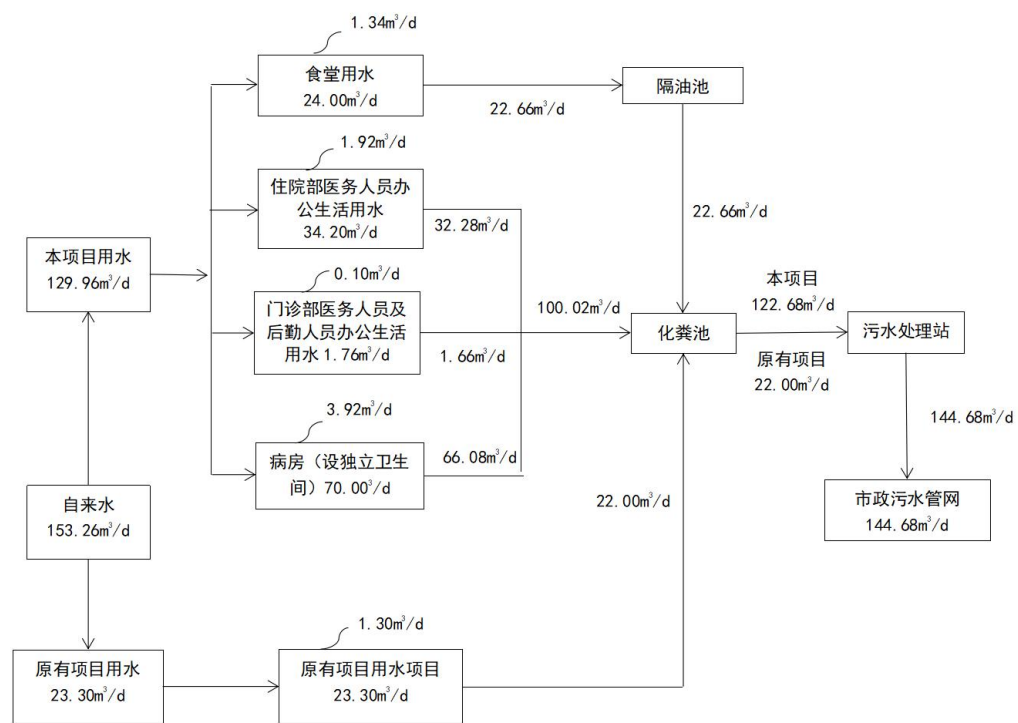 1.34m³/d
食堂用水
24.00m³/d
22.66m³/d
隔油池
1.92m³/d
住院部医务人员办
公生活用水
34.20m³/d
32.28m³/d
22.66m³/d
本项目用水
129.96m³/d
0.10m³/d
门诊部医务人员及
后勤人员办公生活
用水 1.76m³/d
1.66m³/d
100.02m³/d
化粪池
本项目
122.68m³/d
原有项目
22.00m³/d
污水处理站
3.92m³/d
病房（设独立卫生
间）70.00³/d
66.08m³/d
144.68m³/d
自来水
153.26m³/d
22.00m³/d
市政污水管网
144.68m³/d
1.30m³/d
原有项目用水
23.30m³/d
原有项目用水项目
23.30m³/d